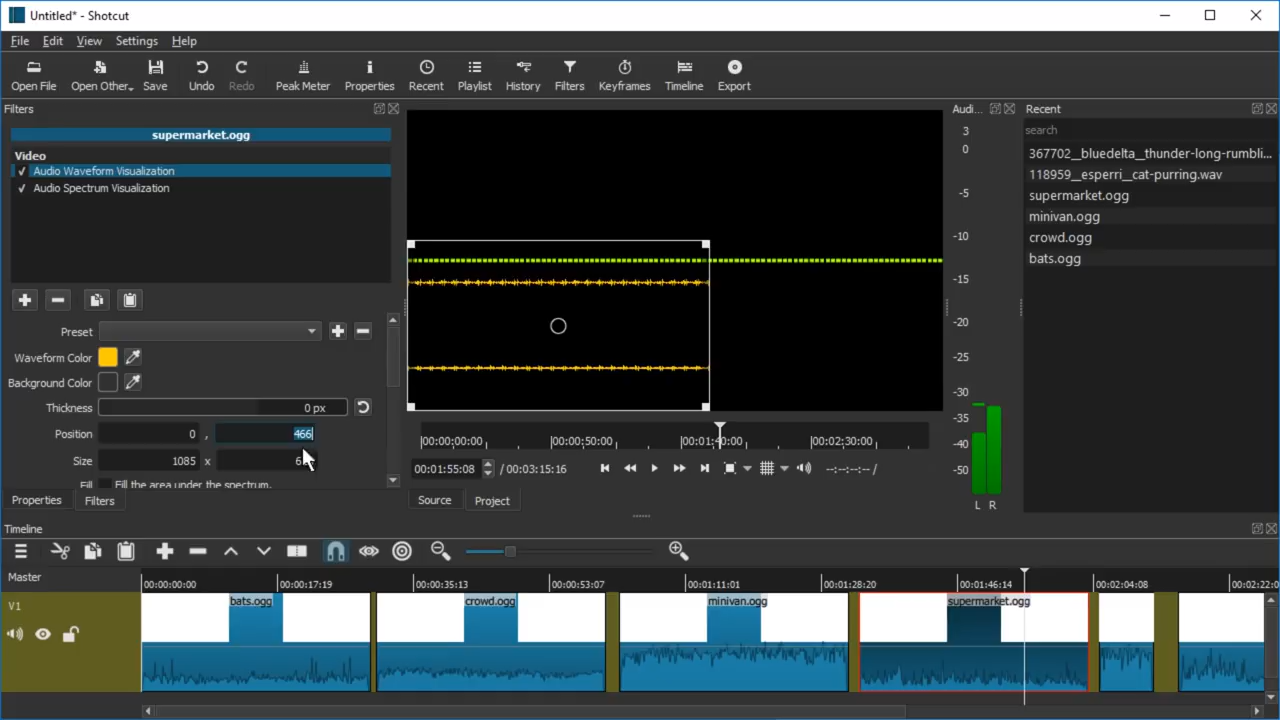 Untitled* - Shotcut
File Edit View Settings Help
Open File Open Other... Save Undo Redo Peak Meter Properties Recent Playlist History Filters Keyframes Timeline Export
Filters
supermarket.ogg
Video
✓ Audio Waveform Visualization
✓ Audio Spectrum Visualization
Preset
Waveform Color
Background Color
Thickness 0 px
Position 0 , 466
Size 1085 x
Fill Fill the area under the spectrum.
Properties Filters
00:00:00:00 00:00:50:00 00:01:40:00 00:02:30:00
00:01:55:08 / 00:03:15:16 --:--:--:-- /
Source Project
Audi...
3
0
-5
-10
-15
-20
-25
-30
-35
-40
-50
L R
Recent
search
367702__bluedelta__thunder-long-rumbli...
118959__esperri__cat-purring.wav
supermarket.ogg
minivan.ogg
crowd.ogg
bats.ogg
Timeline
Master 00:00:00:00 00:00:17:19 00:00:35:13 00:00:53:07 00:01:11:01 00:01:28:20 00:01:46:14 00:02:04:08 00:02:22:0
V1 bats.ogg crowd.ogg minivan.ogg supermarket.ogg